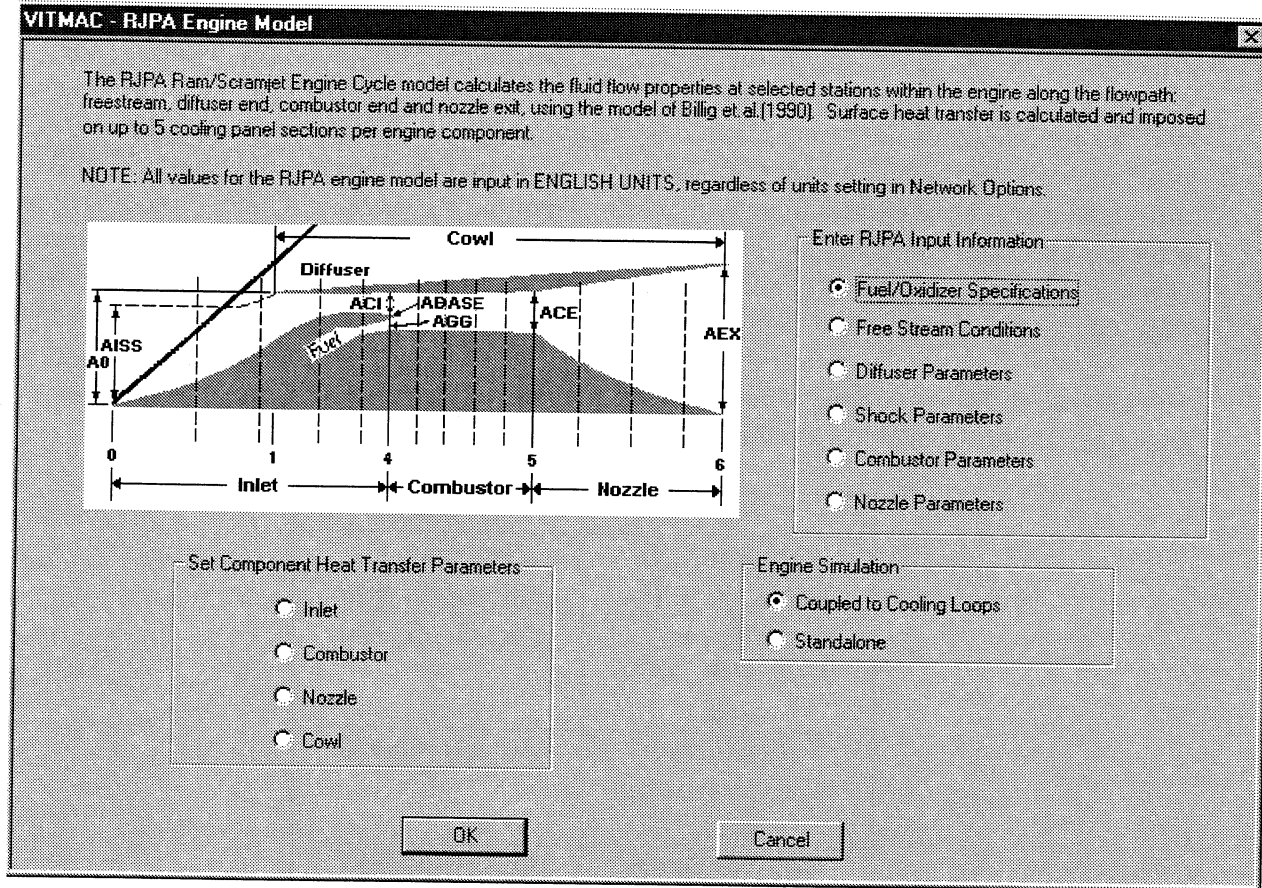 VITMAC - RJPA Engine Model
The RJPA Ram/Scramjet Engine Cycle model calculates the fluid flow properties at selected stations within the engine along the flowpath:
freestream, diffuser end, combustor end and nozzle exit, using the model of Billig et.al.(1990). Surface heat transfer is calculated and imposed
on up to 5 cooling panel sections per engine component.
NOTE: All values for the RJPA engine model are input in ENGLISH UNITS, regardless of units setting in Network Options.
Cowl
Diffuser
ACI
ABASE
AGG
ACE
AEX
AISS
A0
Fuel
0
1
4
5
6
Inlet
Combustor
Nozzle
Enter RJPA Input Information
Fuel/Oxidizer Specifications
Free Stream Conditions
Diffuser Parameters
Shock Parameters
Combustor Parameters
Nozzle Parameters
Set Component Heat Transfer Parameters
Inlet
Combustor
Nozzle
Cowl
Engine Simulation
Coupled to Cooling Loops
Standalone
OK
Cancel